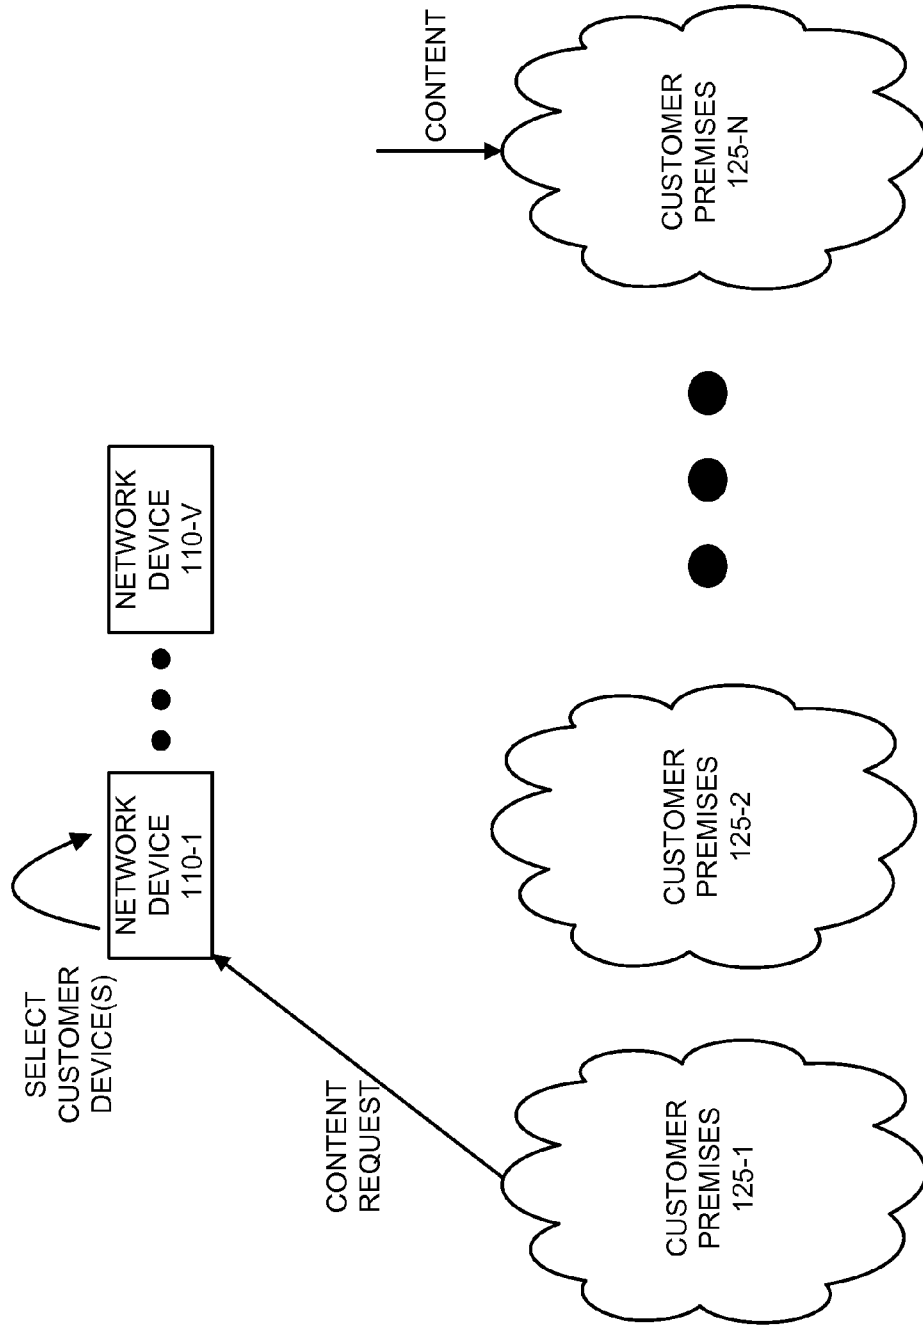 SELECT
CUSTOMER
DEVICE(S)
NETWORK
DEVICE
110-1
NETWORK
DEVICE
110-V
CONTENT
REQUEST
CONTENT
CUSTOMER
PREMISES
125-1
CUSTOMER
PREMISES
125-2
CUSTOMER
PREMISES
125-N